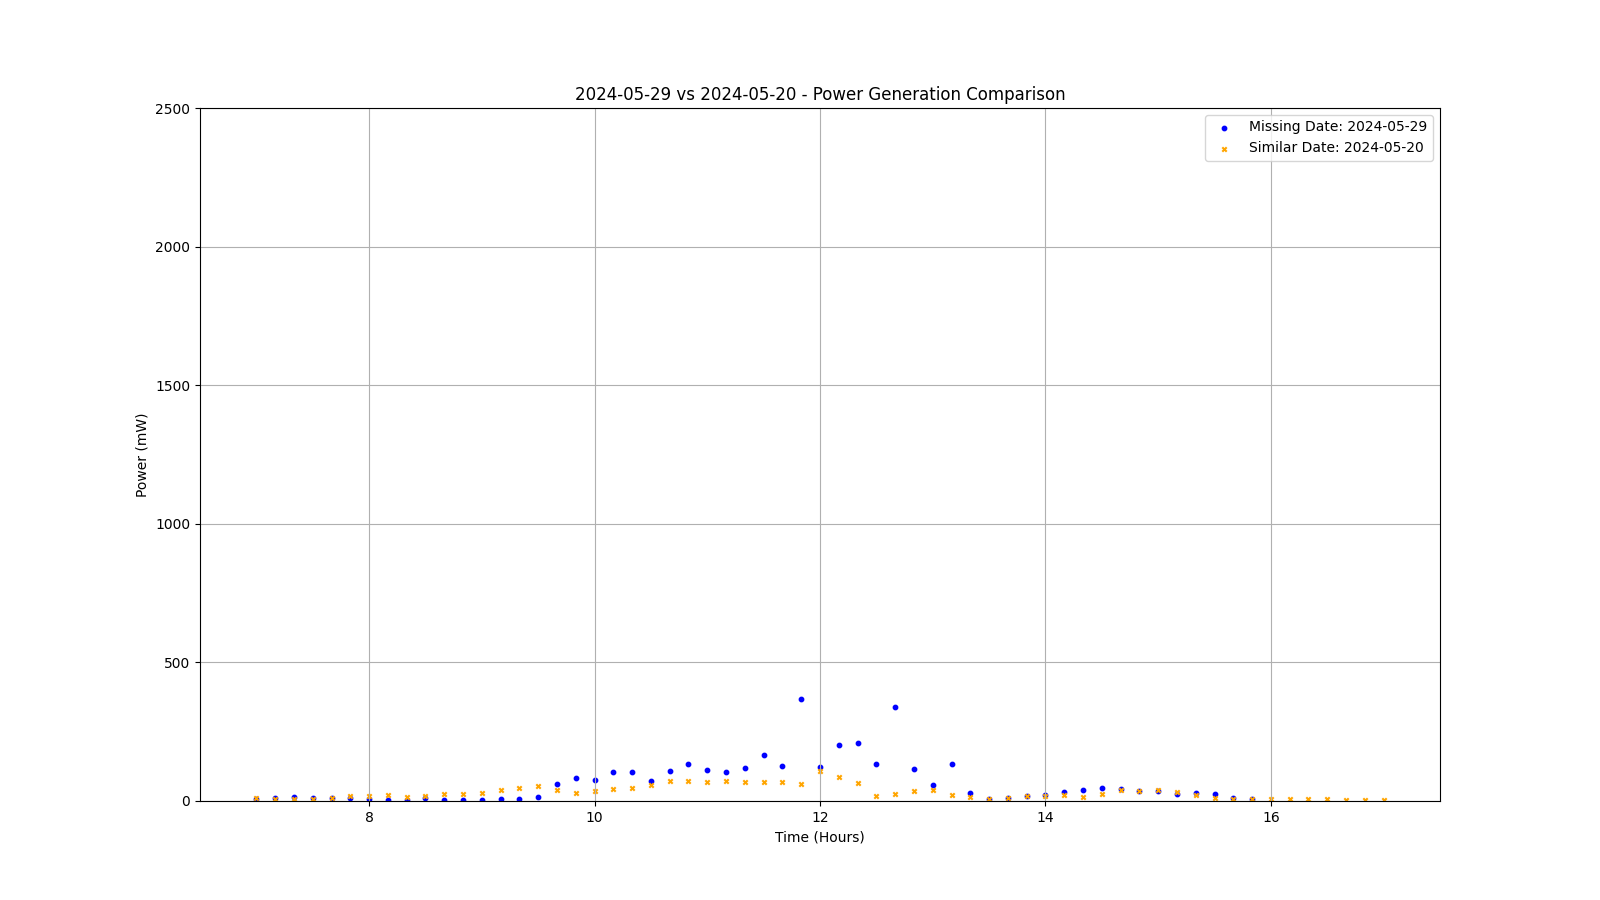 2024-05-29 vs 2024-05-20 - Power Generation Comparison
Missing Date: 2024-05-29
Similar Date: 2024-05-20
2500
2000
1500
1000
500
0
Power (mW)
8 10 12 14 16
Time (Hours)